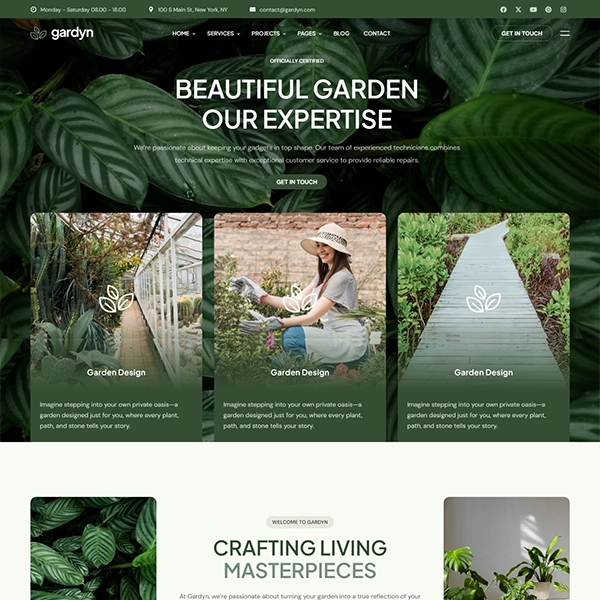 Monday - Saturday 08.00 - 18.00
100 S Main St, New York, NY
contact@gardyn.com
gardyn
HOME
SERVICES
PROJECTS
PAGES
BLOG
CONTACT
GET IN TOUCH
OFFICIALLY CERTIFIED
BEAUTIFUL GARDEN
OUR EXPERTISE
We're passionate about keeping your gadgets in top shape. Our team of experienced technicians combines
technical expertise with exceptional customer service to provide reliable repairs.
GET IN TOUCH
Garden Design
Imagine stepping into your own private oasis—a
garden designed just for you, where every plant,
path, and stone tells your story.
Garden Design
Imagine stepping into your own private oasis—a
garden designed just for you, where every plant,
path, and stone tells your story.
Garden Design
Imagine stepping into your own private oasis—a
garden designed just for you, where every plant,
path, and stone tells your story.
WELCOME TO GARDYN
CRAFTING LIVING
MASTERPIECES
At Gardyn, we're passionate about turning your garden into a true reflection of your